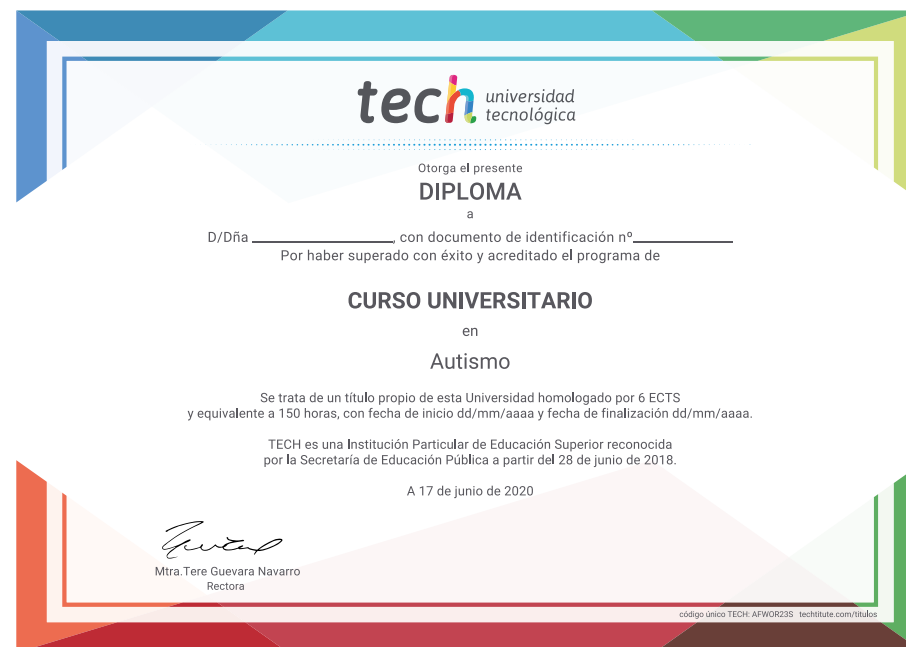 tech universidad
tecnológica
Otorga el presente
DIPLOMA
a
D/Dña ____________________, con documento de identificación nº______________
Por haber superado con éxito y acreditado el programa de
CURSO UNIVERSITARIO
en
Autismo
Se trata de un título propio de esta Universidad homologado por 6 ECTS
y equivalente a 150 horas, con fecha de inicio dd/mm/aaaa y fecha de finalización dd/mm/aaaa.
TECH es una Institución Particular de Educación Superior reconocida
por la Secretaría de Educación Pública a partir del 28 de junio de 2018.
A 17 de junio de 2020
Mtra.Tere Guevara Navarro
Rectora
código único TECH: AFWOR23S techtitute.com/titulos